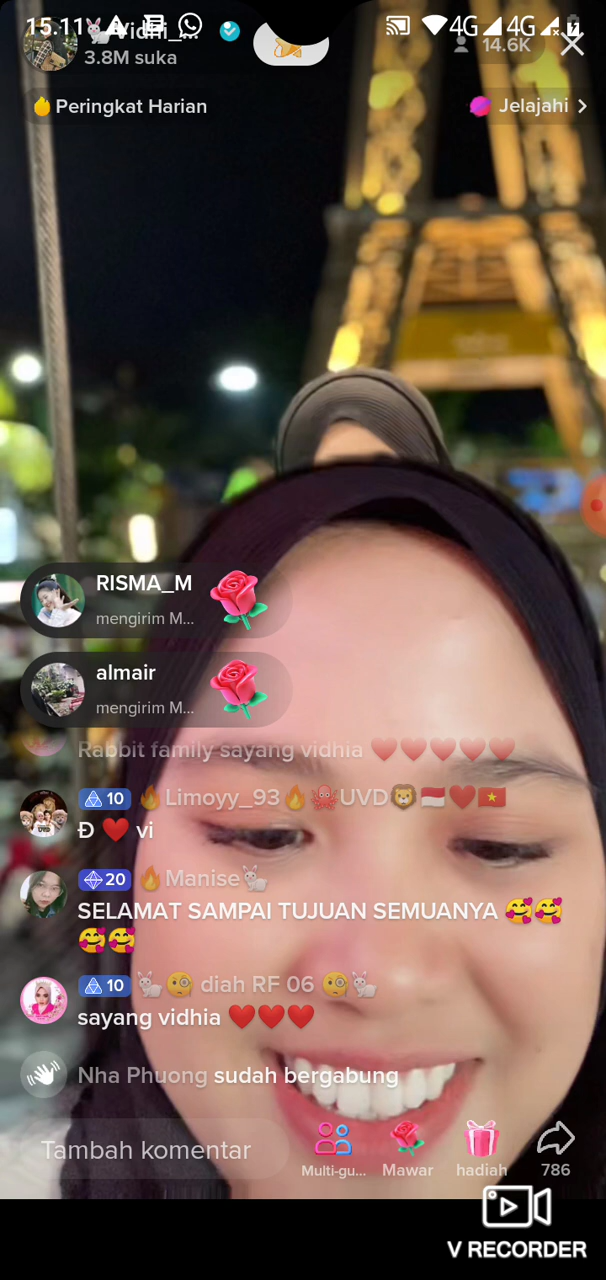 15.11
4G 4G
3.8M suka
14.6K
Peringkat Harian
Jelajahi
RISMA_M
mengirim M...
almair
mengirim M...
Rabbit family sayang vidhia ❤️❤️❤️❤️❤️
10 🔥Limoyy_93🔥🐙UVD🦁🇮🇩❤️🇻🇳
Đ ❤️ vi
20 🔥Manise🐇
SELAMAT SAMPAI TUJUAN SEMUANYA 🥰🥰
🥰🥰
10 🐇🧐 diah RF 06 🧐🐇
sayang vidhia ❤️❤️❤️
Nha Phuong sudah bergabung
Tambah komentar
Multi-gu...
Mawar
hadiah
786
V RECORDER